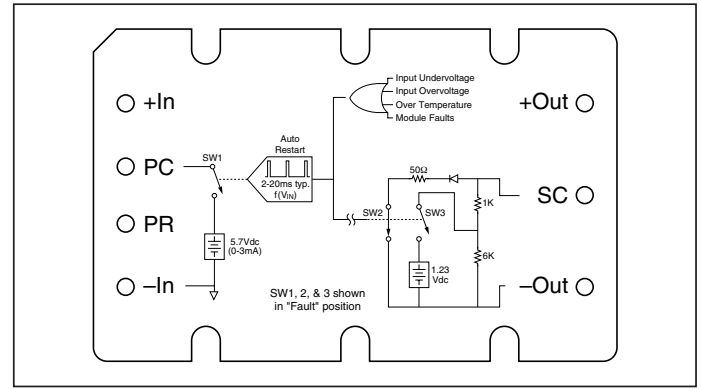 Input Undervoltage
Input Overvoltage
Over Temperature
Module Faults
+In
+Out
PC
SW1
Auto
Restart
2-20ms typ.
f(VIN)
50Ω
SC
1K
PR
SW2
SW3
5.7Vdc
(0-3mA)
6K
1.23
Vdc
–In
–Out
SW1, 2, & 3 shown
in "Fault" position